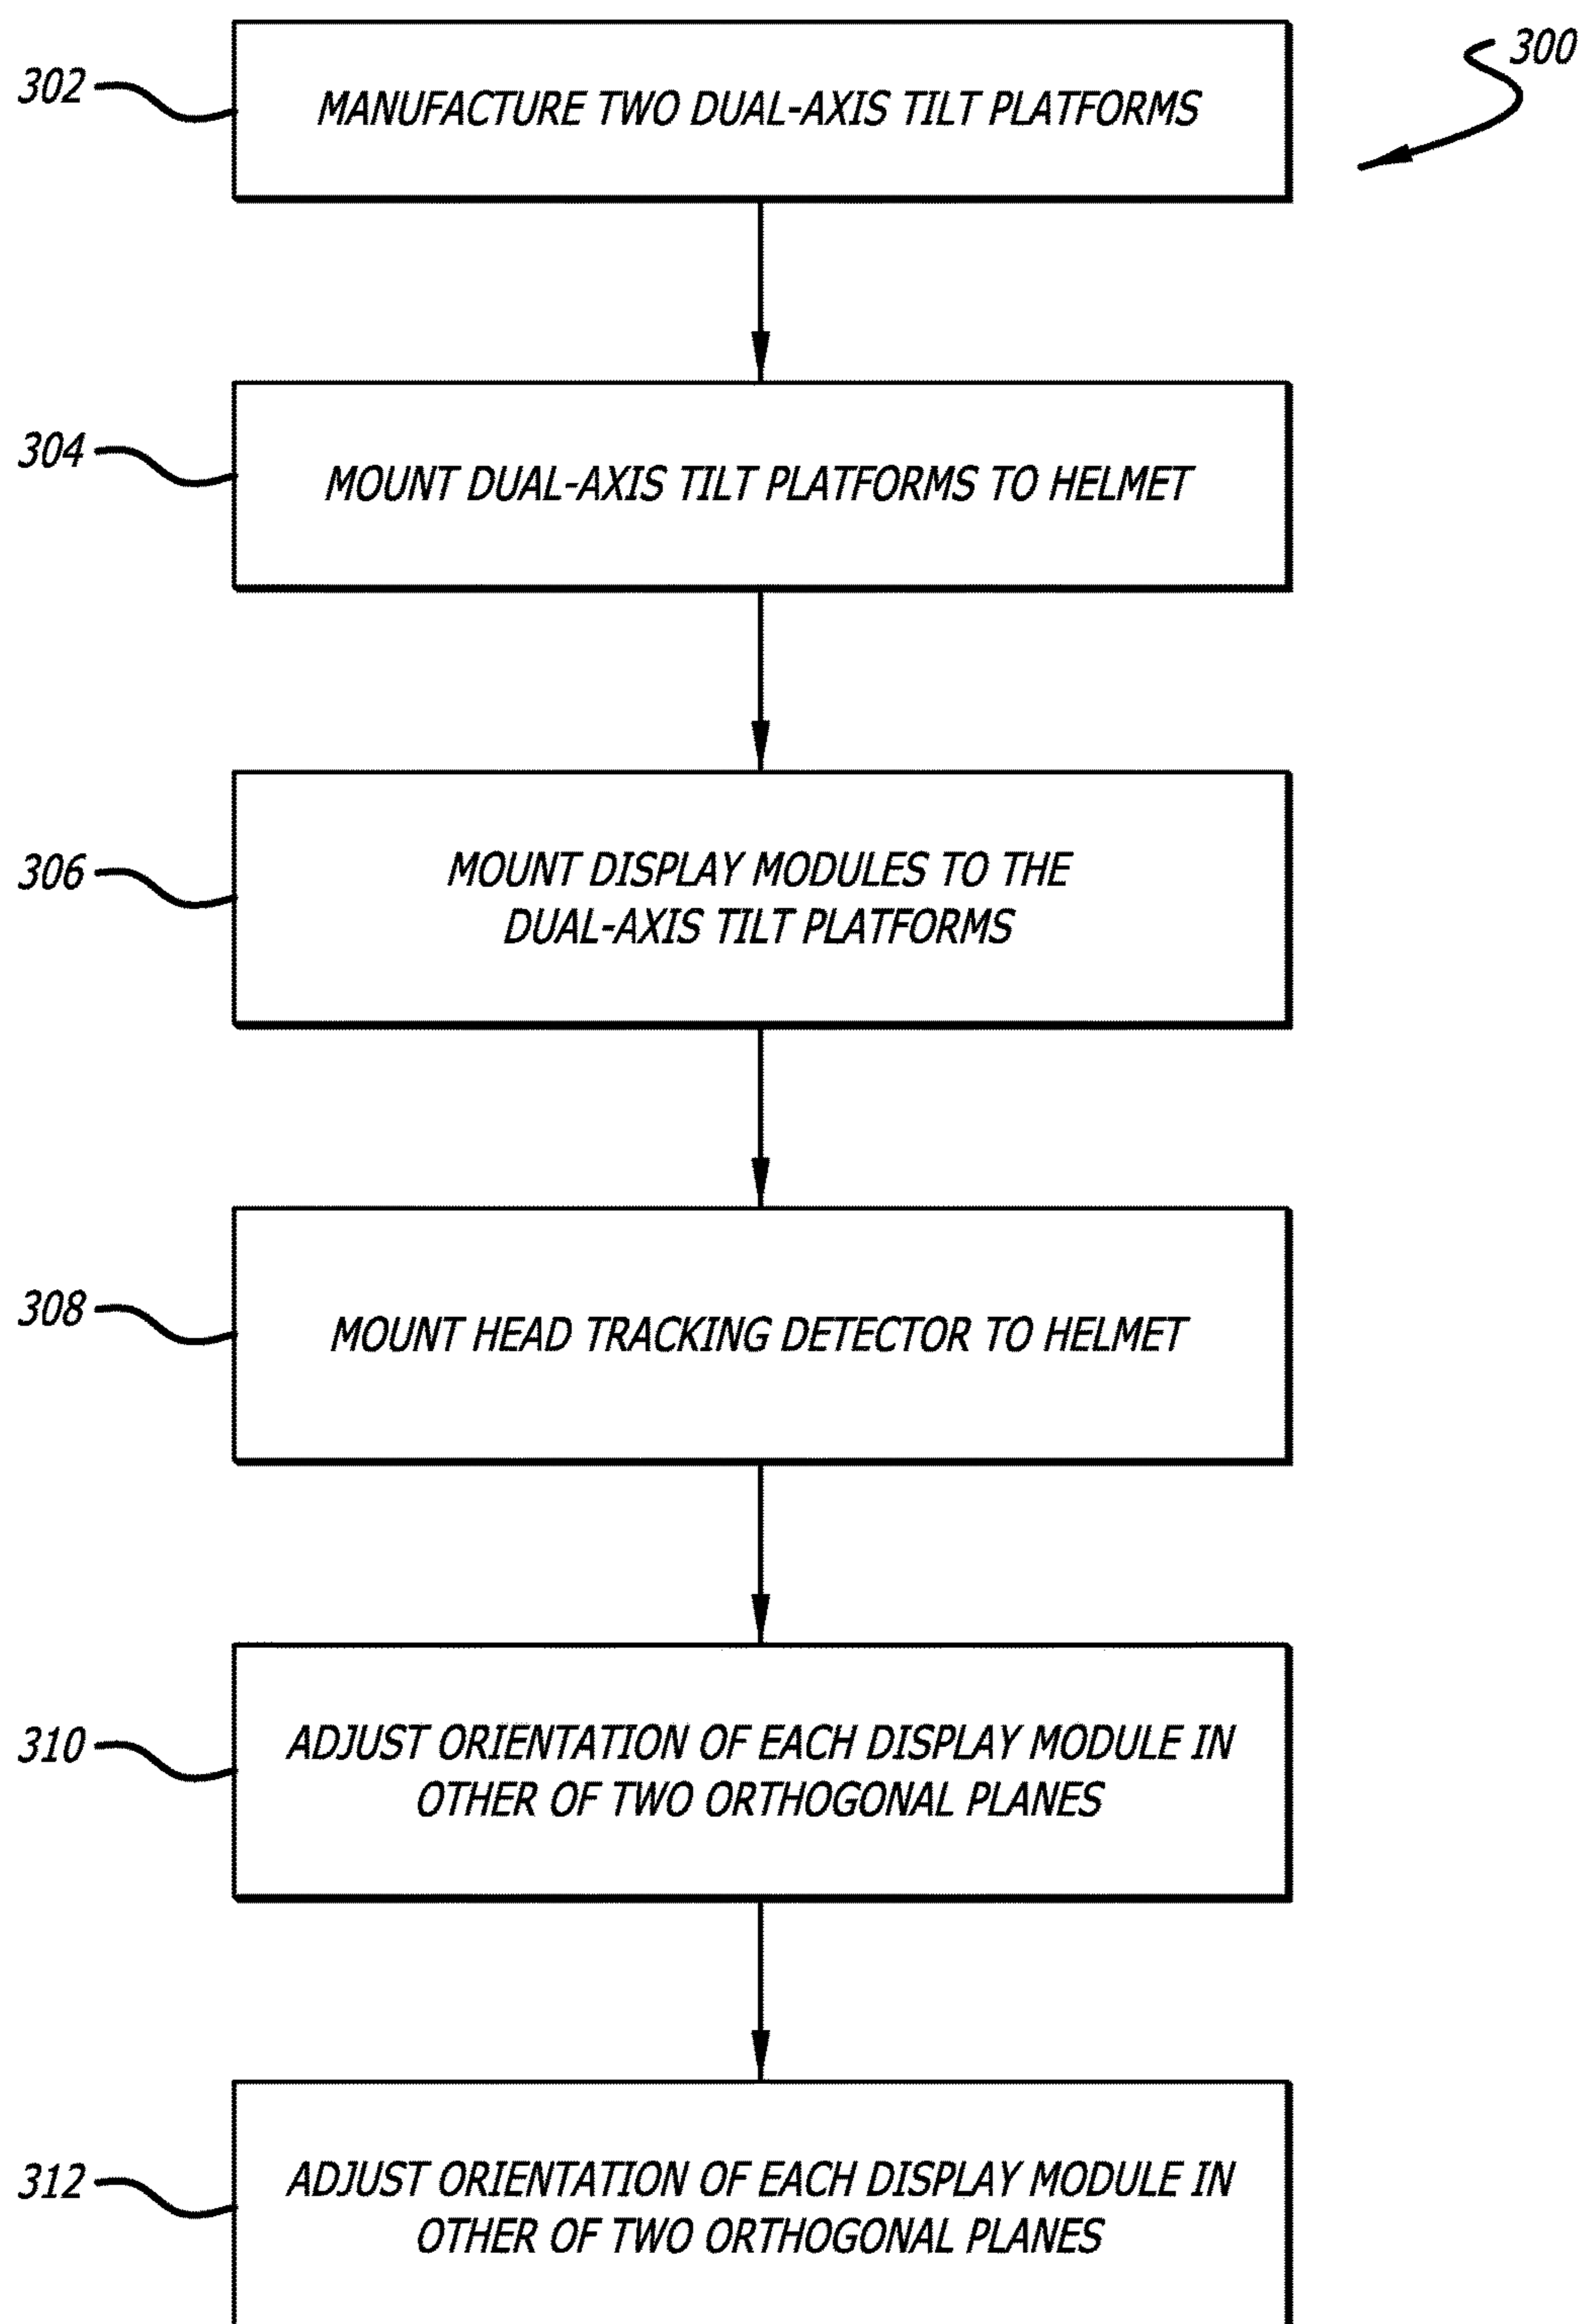 300
302
MANUFACTURE TWO DUAL-AXIS TILT PLATFORMS
304
MOUNT DUAL-AXIS TILT PLATFORMS TO HELMET
306
MOUNT DISPLAY MODULES TO THE
DUAL-AXIS TILT PLATFORMS
308
MOUNT HEAD TRACKING DETECTOR TO HELMET
310
ADJUST ORIENTATION OF EACH DISPLAY MODULE IN
OTHER OF TWO ORTHOGONAL PLANES
312
ADJUST ORIENTATION OF EACH DISPLAY MODULE IN
OTHER OF TWO ORTHOGONAL PLANES